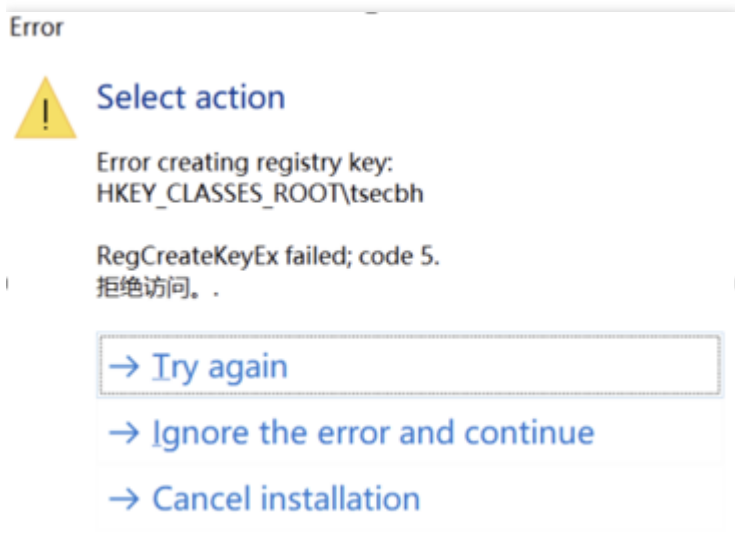 Error
Select action
Error creating registry key:
HKEY_CLASSES_ROOT\tsecbh
RegCreateKeyEx failed; code 5.
拒绝访问。.
→ Try again
→ Ignore the error and continue
→ Cancel installation